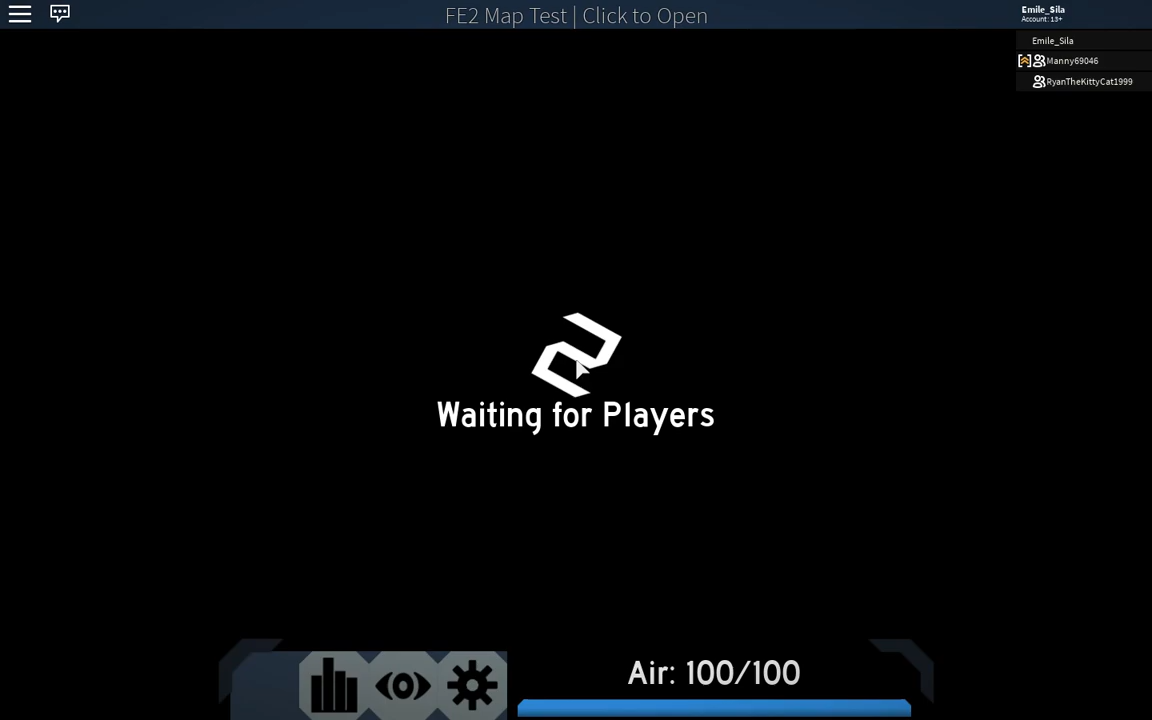 FE2 Map Test | Click to Open
Emile_Sila
Account: 13+
Emile_Sila
Manny69046
RyanTheKittyCat1999
Waiting for Players
Air: 100/100